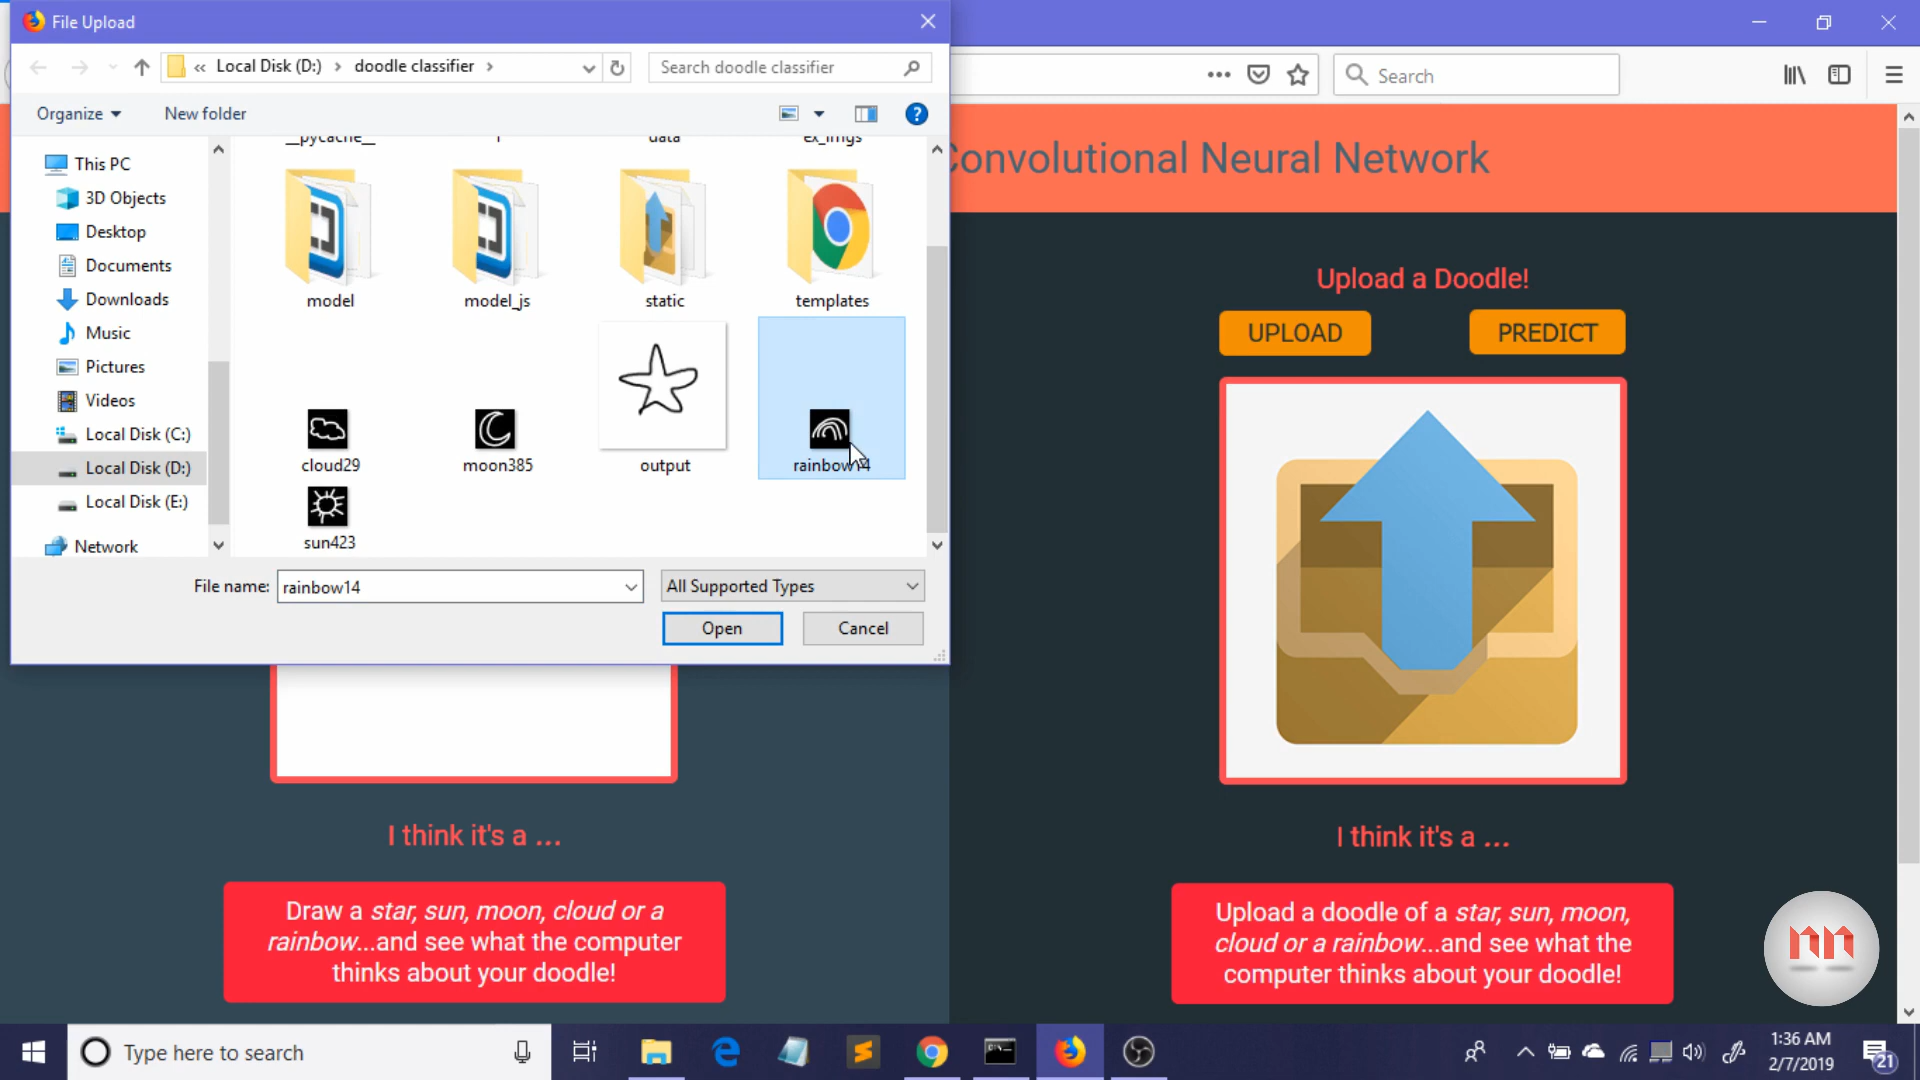 File Upload
« Local Disk (D:) › doodle classifier ›
Search doodle classifier
Search
Organize
New folder
Convolutional Neural Network
This PC
3D Objects
Desktop
Documents
Downloads
Music
Pictures
Videos
Local Disk (C:)
Local Disk (D:)
Local Disk (E:)
Network
__pycache__
data
ex_imgs
model
model_js
static
templates
cloud29
moon385
output
rainbow14
sun423
File name:
rainbow14
All Supported Types
Open
Cancel
Upload a Doodle!
UPLOAD
PREDICT
I think it's a ...
Draw a star, sun, moon, cloud or a
rainbow...and see what the computer
thinks about your doodle!
I think it's a ...
Upload a doodle of a star, sun, moon,
cloud or a rainbow...and see what the
computer thinks about your doodle!
nn
Type here to search
1:36 AM
2/7/2019
21